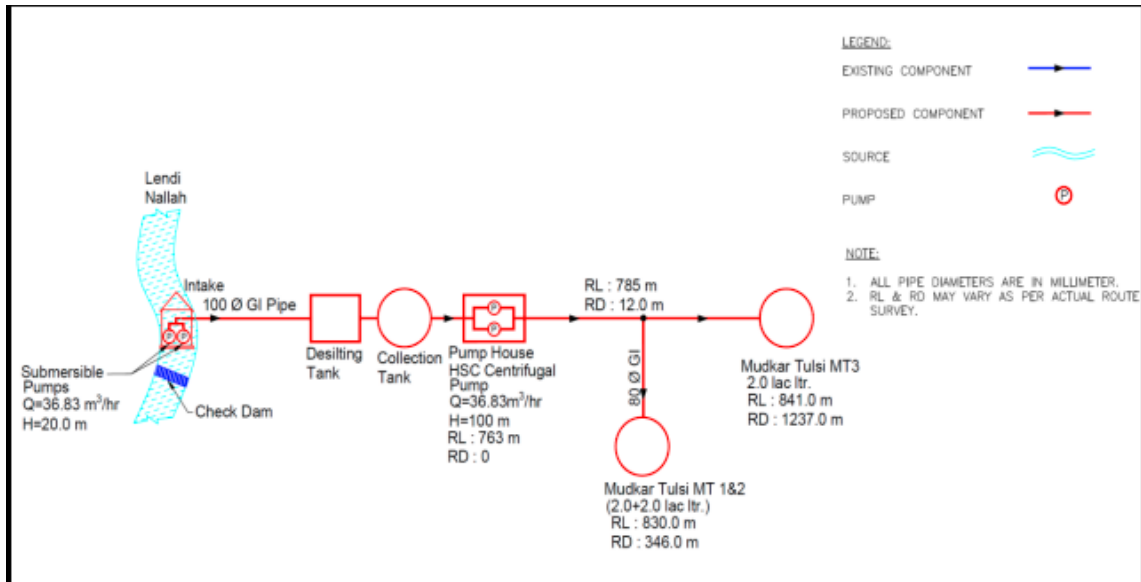 LEGEND:
EXISTING COMPONENT
PROPOSED COMPONENT
SOURCE
PUMP
P
NOTE:
1. ALL PIPE DIAMETERS ARE IN MILLIMETER.
2. RL & RD MAY VARY AS PER ACTUAL ROUTE
SURVEY.
Lendi
Nallah
Intake
100 Ø GI Pipe
P P
Submersible
Pumps
Q=36.83 m³/hr
H=20.0 m
Check Dam
Desilting
Tank
Collection
Tank
P
P
Pump House
HSC Centrifugal
Pump
Q=36.83m³/hr
H=100 m
RL : 763 m
RD : 0
RL : 785 m
RD : 12.0 m
80 Ø GI
Mudkar Tulsi MT 1&2
(2.0+2.0 lac ltr.)
RL : 830.0 m
RD : 346.0 m
Mudkar Tulsi MT3
2.0 lac ltr.
RL : 841.0 m
RD : 1237.0 m